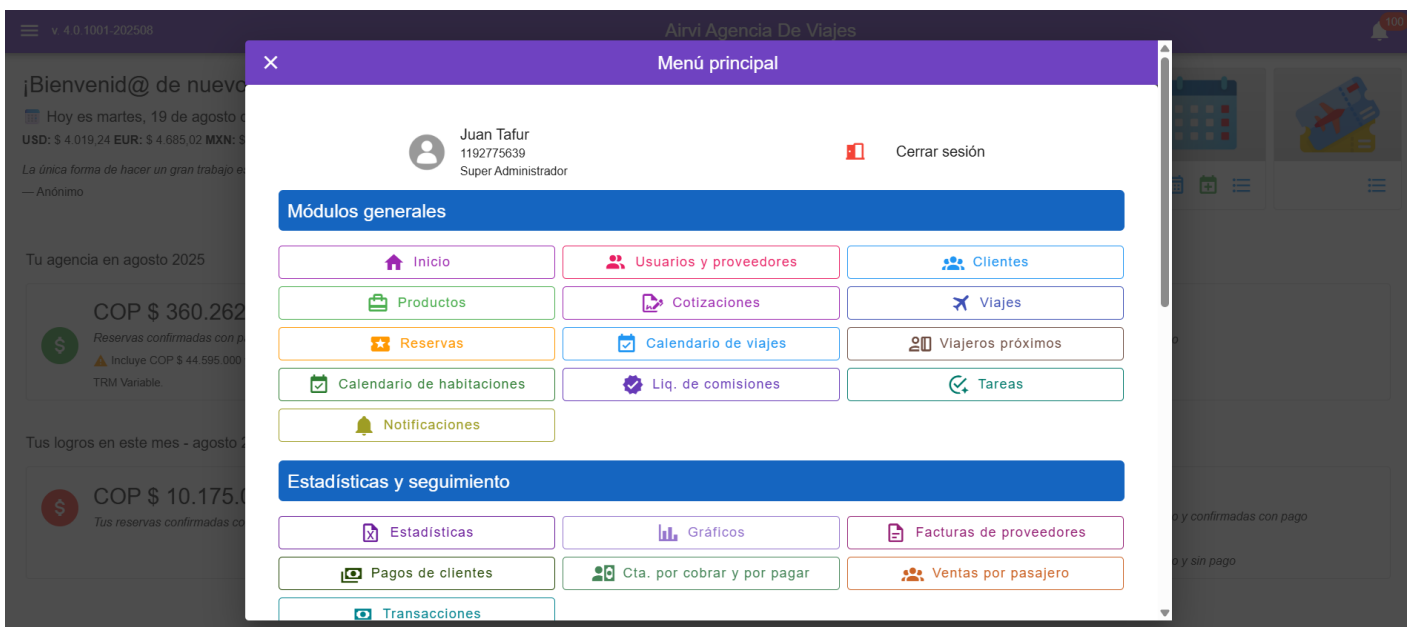 v. 4.0.1001-202508
Airvi Agencia De Viajes
100
Menú principal
¡Bienvenid@ de nuevo
Hoy es martes, 19 de agosto
USD: $ 4.019,24 EUR: $ 4.685,02 MXN: $
La única forma de hacer un gran trabajo
— Anónimo
Juan Tafur
1192775639
Super Administrador
Cerrar sesión
Módulos generales
Inicio
Usuarios y proveedores
Clientes
Productos
Cotizaciones
Viajes
Reservas
Calendario de viajes
Viajeros próximos
Calendario de habitaciones
Liq. de comisiones
Tareas
Notificaciones
Tu agencia en agosto 2025
COP $ 360.262
Reservas confirmadas con
Incluye COP $ 44.595.000
TRM Variable.
Tus logros en este mes - agosto
COP $ 10.175.
Tus reservas confirmadas
Estadísticas y seguimiento
Estadísticas
Gráficos
Facturas de proveedores
Pagos de clientes
Cta. por cobrar y por pagar
Ventas por pasajero
Transacciones
y confirmadas con pago
y sin pago